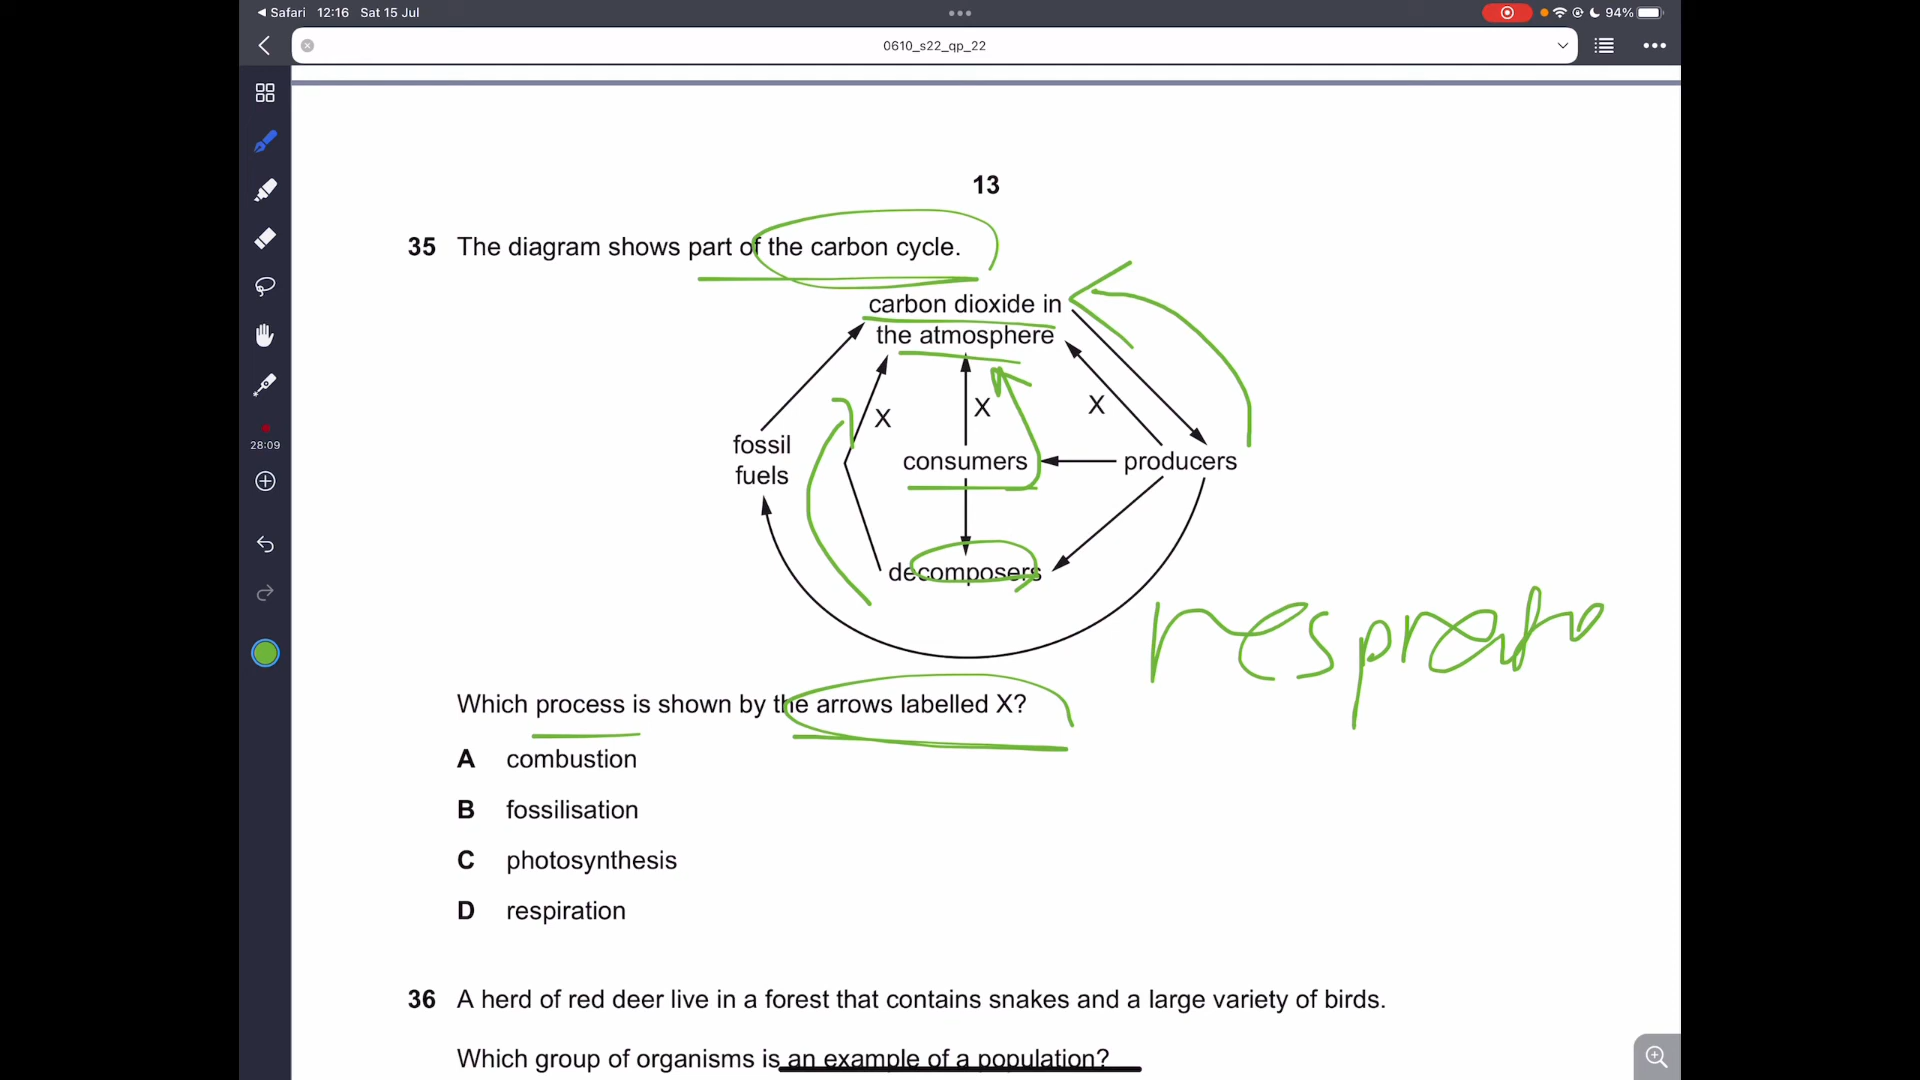 Safari 12:16 Sat 15 Jul
94%
0610_s22_qp_22
28:09
13
35 The diagram shows part of the carbon cycle.
carbon dioxide in
the atmosphere
X X X
fossil
fuels
consumers
producers
decomposers
Which process is shown by the arrows labelled X?
A combustion
B fossilisation
C photosynthesis
D respiration
36 A herd of red deer live in a forest that contains snakes and a large variety of birds.
Which group of organisms is an example of a population?